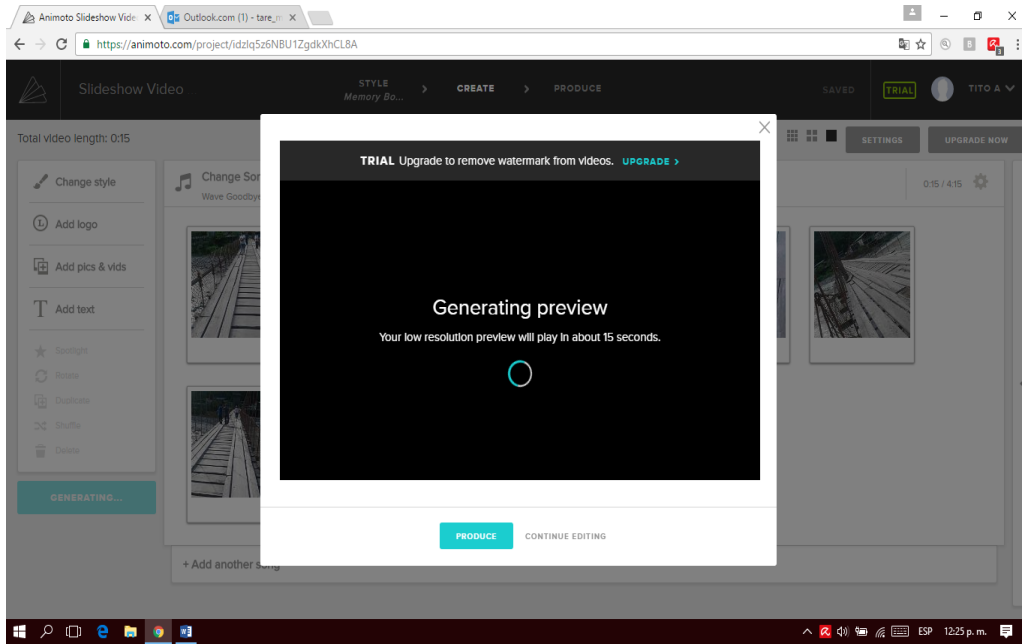 Animoto Slideshow Vide
Outlook.com (1) - tare_m
https://animoto.com/project/idzlq5z6NBU1ZgdkXhCL8A
Slideshow Video
STYLE
Memory Bo...
CREATE
PRODUCE
SAVED
TRIAL
TITO A
Total video length: 0:15
SETTINGS
UPGRADE NOW
Change style
Add logo
Add pics & vids
Add text
Spotlight
Rotate
Duplicate
Shuffle
Delete
GENERATING...
Change Son
Wave Goodbye
0:15 / 4:15
TRIAL Upgrade to remove watermark from videos. UPGRADE >
Generating preview
Your low resolution preview will play in about 15 seconds.
PRODUCE
CONTINUE EDITING
+ Add another song
ESP
12:25 p. m.